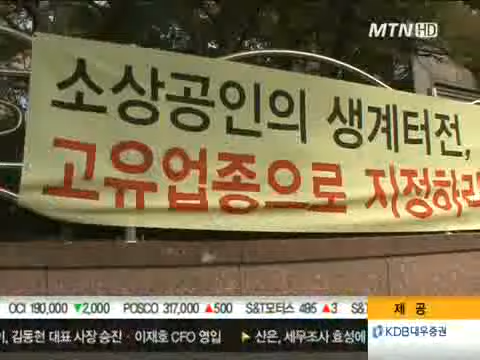 MTN HD
소상공인의 생계터전,
고유업종으로 지정하라
OCI 190,000 ▼2,000 POSCO 317,000 ▲500 S&T모터스 495 ▲3 S&T
제 공
김동현 대표 사장 승진 · 이재호 CFO 영입 ▶ 신은, 세무조사 효성에
KDB대우증권